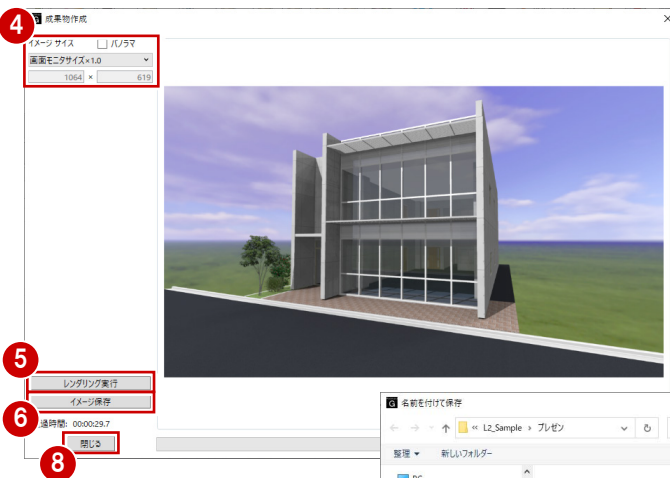 4
成果物作成
イメージ サイズ パノラマ
画面モニタサイズ×1.0
1064 × 619
5
レンダリング実行
6
イメージ保存
過時間: 00:00:29.7
閉じる
8
G 名前を付けて保存
« L2_Sample › プレゼン
整理 新しいフォルダー